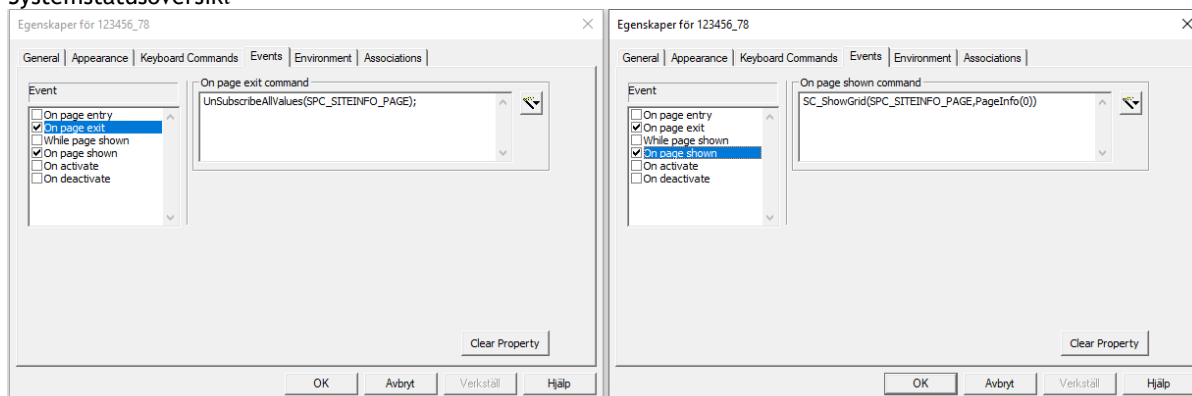 Systemstatusöversikt
Egenskaper för 123456_78
General Appearance Keyboard Commands Events Environment Associations
Event
On page entry
On page exit
While page shown
On page shown
On activate
On deactivate
On page exit command
UnSubscribeAllValues(SPC_SITEINFO_PAGE);
Clear Property
OK Avbryt Verkställ Hjälp
Egenskaper för 123456_78
General Appearance Keyboard Commands Events Environment Associations
Event
On page entry
On page exit
While page shown
On page shown
On activate
On deactivate
On page shown command
SC_ShowGrid(SPC_SITEINFO_PAGE,PageInfo(0))
Clear Property
OK Avbryt Verkställ Hjälp